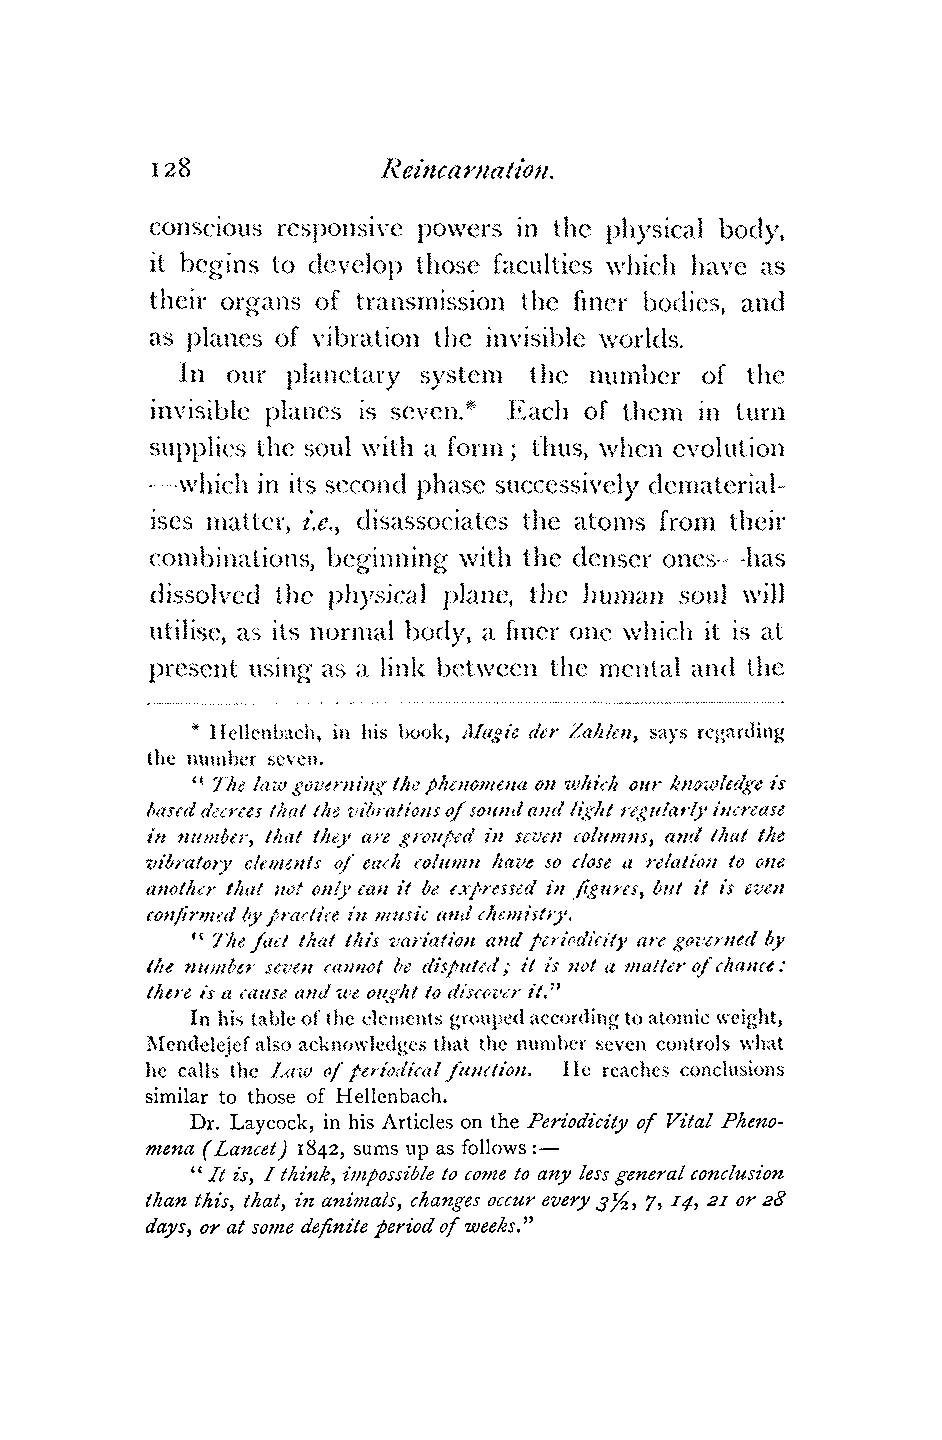 128 Reincarnation.
conscious responsive powers in the physical body,
it begins to develop those faculties which have as
their organs of transmission the finer bodies, and
as planes of vibration the invisible worlds.
In our planetary system the number of the
invisible planes is seven.* Each of them in turn
supplies the soul with a form; thus, when evolution
—which in its second phase successively dematerial-
ises matter, i.e., disassociates the atoms from their
combinations, beginning with the denser ones—has
dissolved the physical plane, the human soul will
utilise, as its normal body, a finer one which it is at
present using as a link between the mental and the
* Hellenbach, in his book, Magie der Zahlen, says regarding
the number seven.
" The law governing the phenomena on which our knowledge is
based decrees that the vibrations of sound and light regularly increase
in number, that they are grouped in seven columns, and that the
vibratory elements of each column have so close a relation to one
another that not only can it be expressed in figures, but it is even
confirmed by practice in music and chemistry.
" The fact that this variation and periodicity are governed by
the number seven cannot be disputed; it is not a matter of chance:
there is a cause and we ought to discover it."
In his table of the elements grouped according to atomic weight,
Mendelejef also acknowledges that the number seven controls what
he calls the Law of periodical function. He reaches conclusions
similar to those of Hellenbach.
Dr. Laycock, in his Articles on the Periodicity of Vital Pheno-
mena (Lancet) 1842, sums up as follows:—
" It is, I think, impossible to come to any less general conclusion
than this, that, in animals, changes occur every 3½, 7, 14, 21 or 28
days, or at some definite period of weeks."